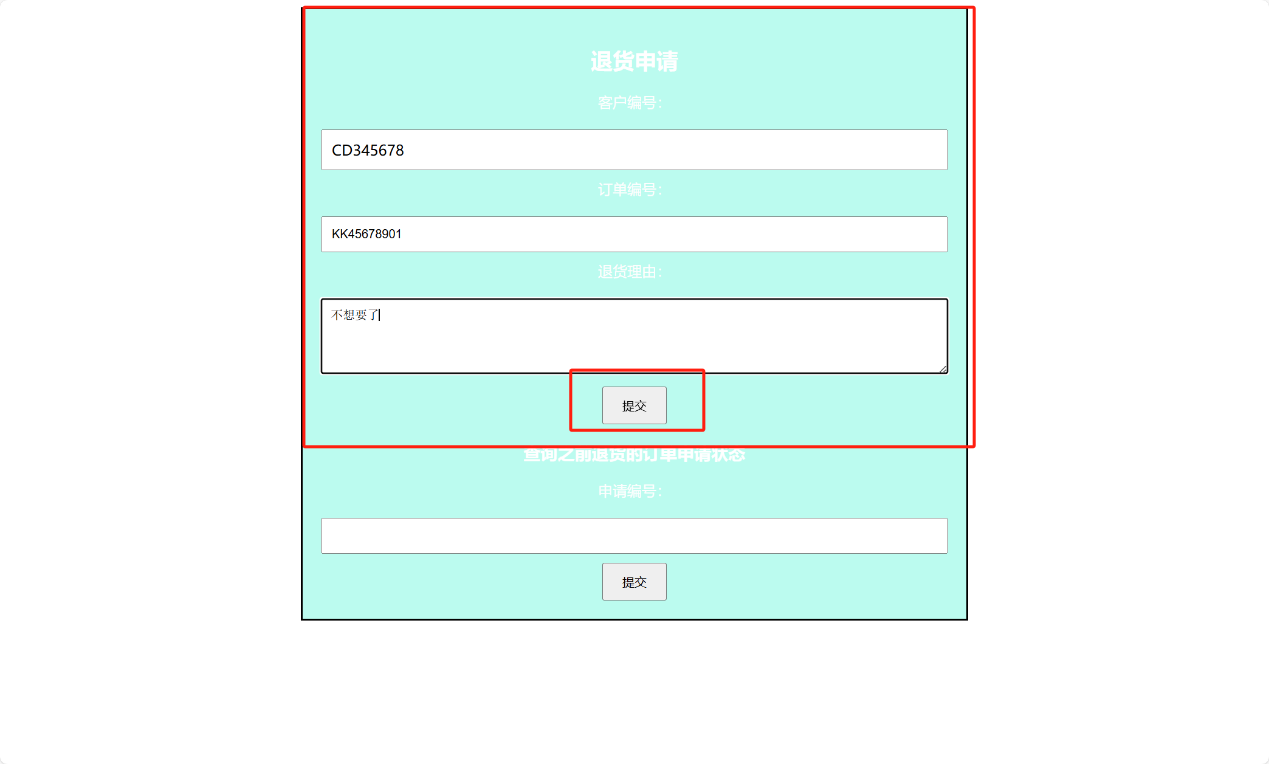 退货申请
客户编号：
CD345678
订单编号：
KK45678901
退货理由：
不想要了
提交
查询之前退货的订单申请状态
申请编号：
提交